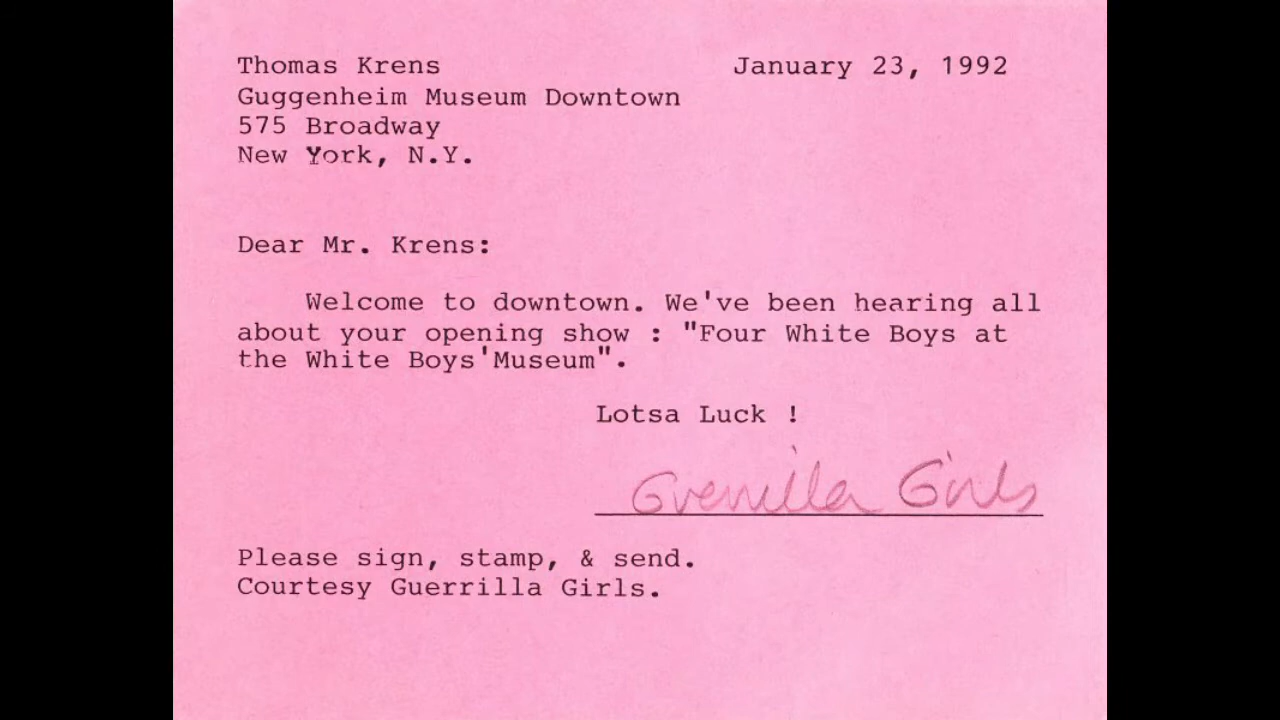 Thomas Krens January 23, 1992
Guggenheim Museum Downtown
575 Broadway
New York, N.Y.
Dear Mr. Krens:
Welcome to downtown. We've been hearing all
about your opening show : "Four White Boys at
the White Boys'Museum".
Lotsa Luck !
Guerrilla Girls
Please sign, stamp, & send.
Courtesy Guerrilla Girls.